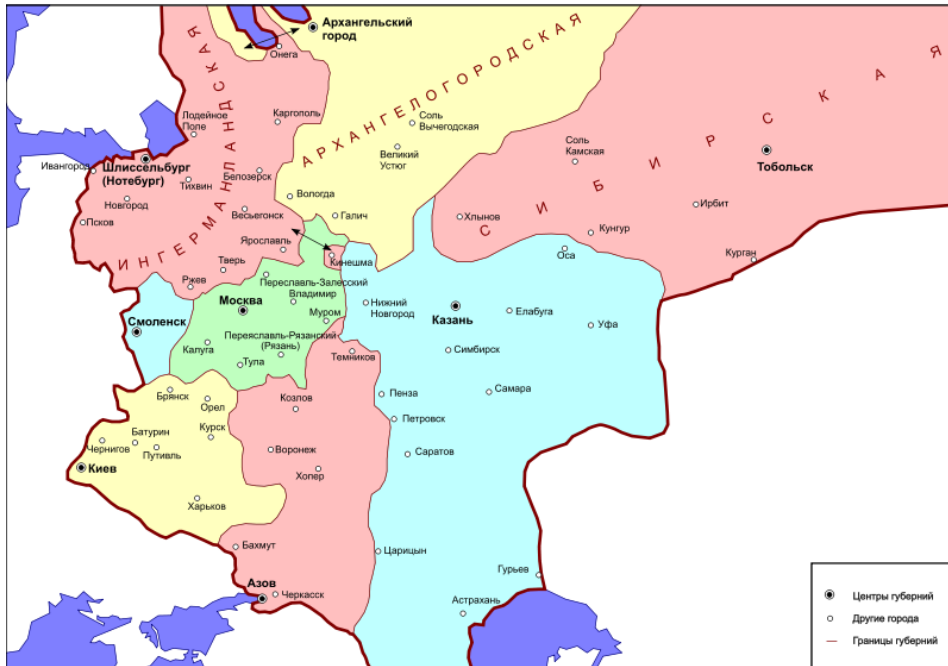 Архангельский
город
Онега
ИНГЕРМАНЛАНДСКАЯ
АРХАНГЕЛОГОРОДСКАЯ
СИБИРСКАЯ
Лодейное
Поле
Каргополь
Соль
Вычегодская
Великий
Устюг
Соль
Камская
Тобольск
Ивангород
Шлиссельбург
(Нотебург)
Белозерск
Тихвин
Новгород
Вологда
Весьегонск
Галич
Псков
Хлынов
Ирбит
Кунгур
Ярославль
Кинешма
Оса
Курган
Тверь
Ржев
Переславль-Залесский
Владимир
Москва
Муром
Нижний
Новгород
Казань
Елабуга
Уфа
Смоленск
Переяславль-Рязанский
(Рязань)
Калуга
Тула
Темников
Симбирск
Брянск
Орел
Козлов
Пенза
Самара
Петровск
Батурин
Курск
Чернигов
Путивль
Воронеж
Саратов
Киев
Хопер
Харьков
Бахмут
Царицын
Гурьев
Азов
Черкасск
Астрахань
Центры губерний
Другие города
Границы губерний